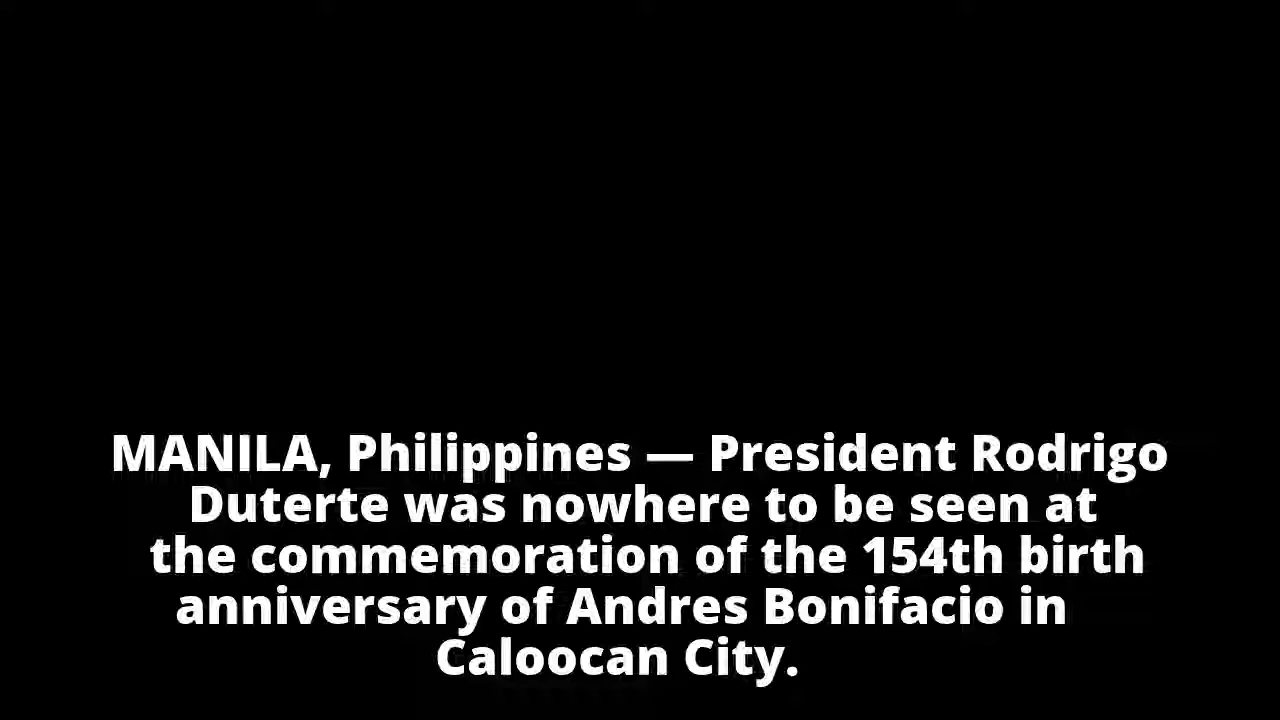 MANILA, Philippines — President Rodrigo
Duterte was nowhere to be seen at
the commemoration of the 154th birth
anniversary of Andres Bonifacio in
Caloocan City.